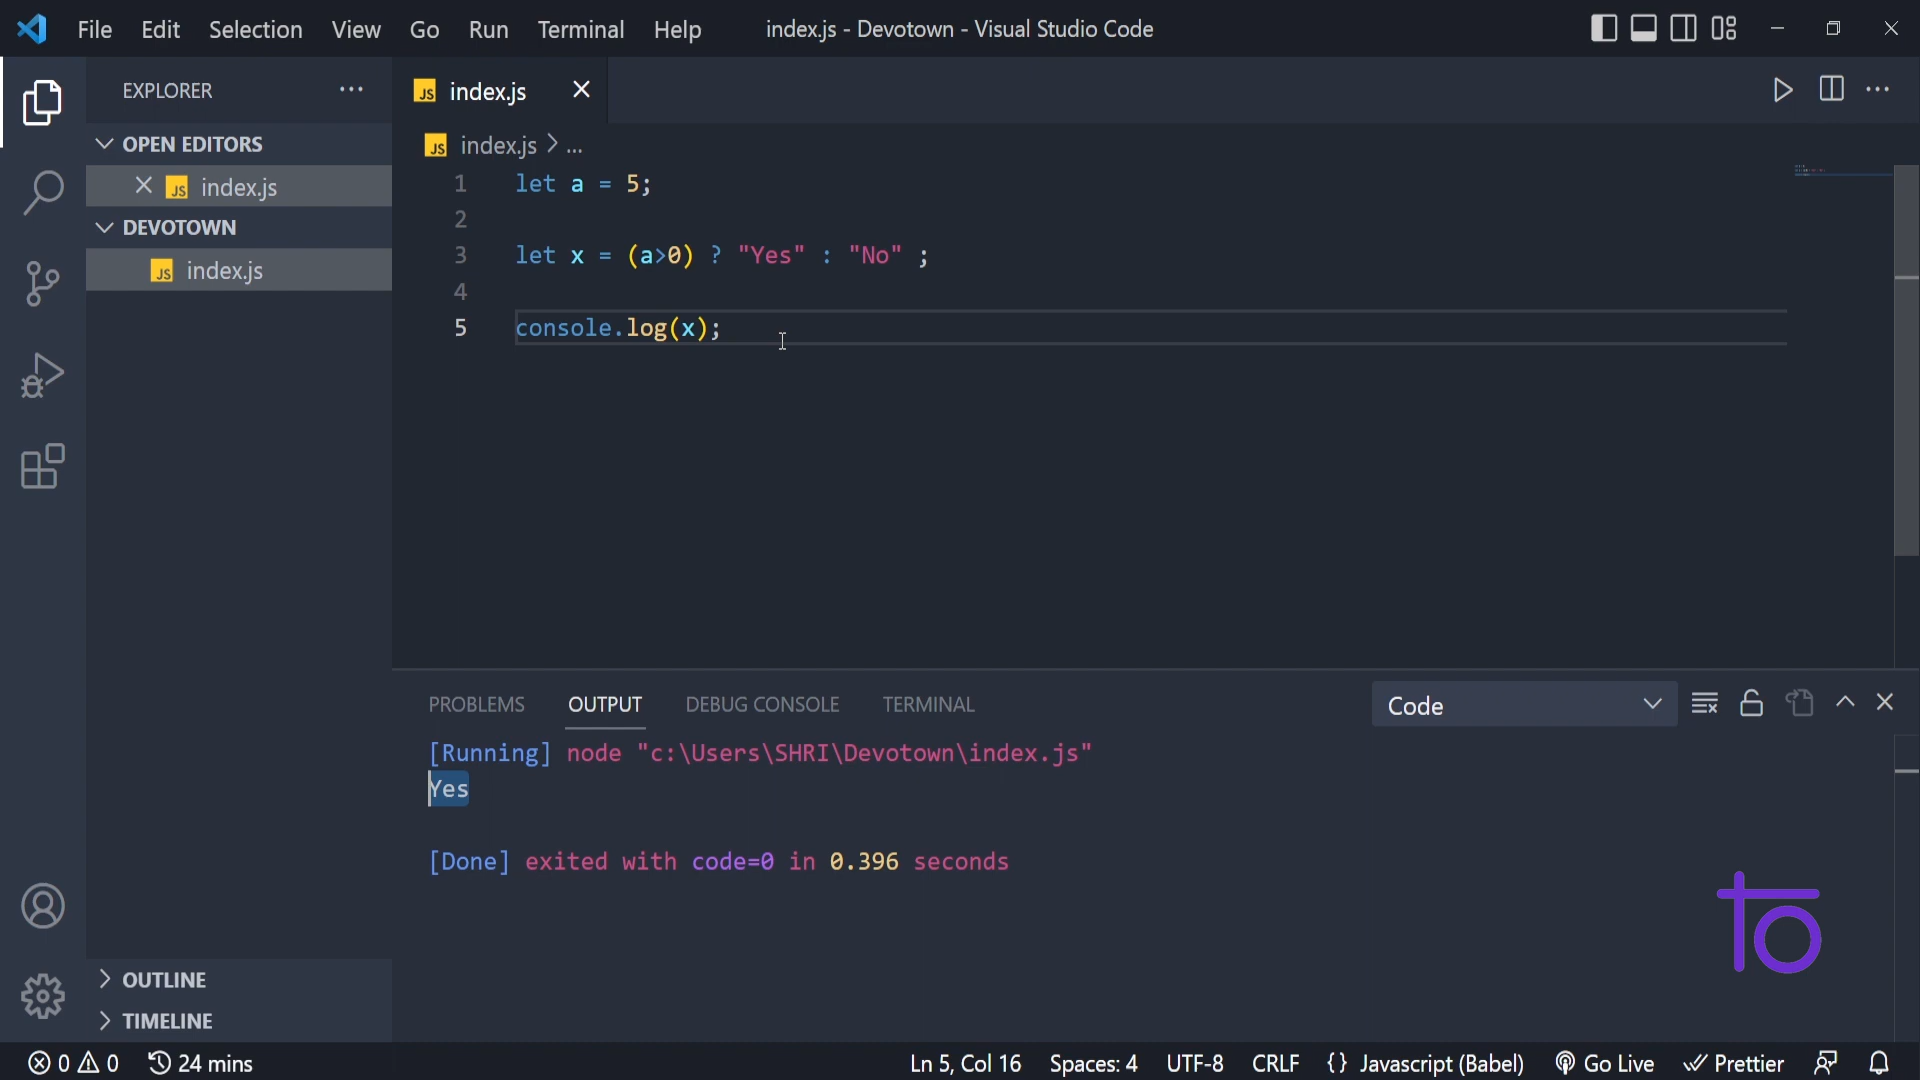 File Edit Selection View Go Run Terminal Help index.js - Devotown - Visual Studio Code
EXPLORER
OPEN EDITORS
JS index.js
DEVOTOWN
JS index.js
OUTLINE
TIMELINE
JS index.js
JS index.js > ...
1 let a = 5;
2
3 let x = (a>0) ? "Yes" : "No" ;
4
5 console.log(x);
PROBLEMS OUTPUT DEBUG CONSOLE TERMINAL Code
[Running] node "c:\Users\SHRI\Devotown\index.js"
Yes
[Done] exited with code=0 in 0.396 seconds
0 0 24 mins Ln 5, Col 16 Spaces: 4 UTF-8 CRLF {} Javascript (Babel) Go Live Prettier